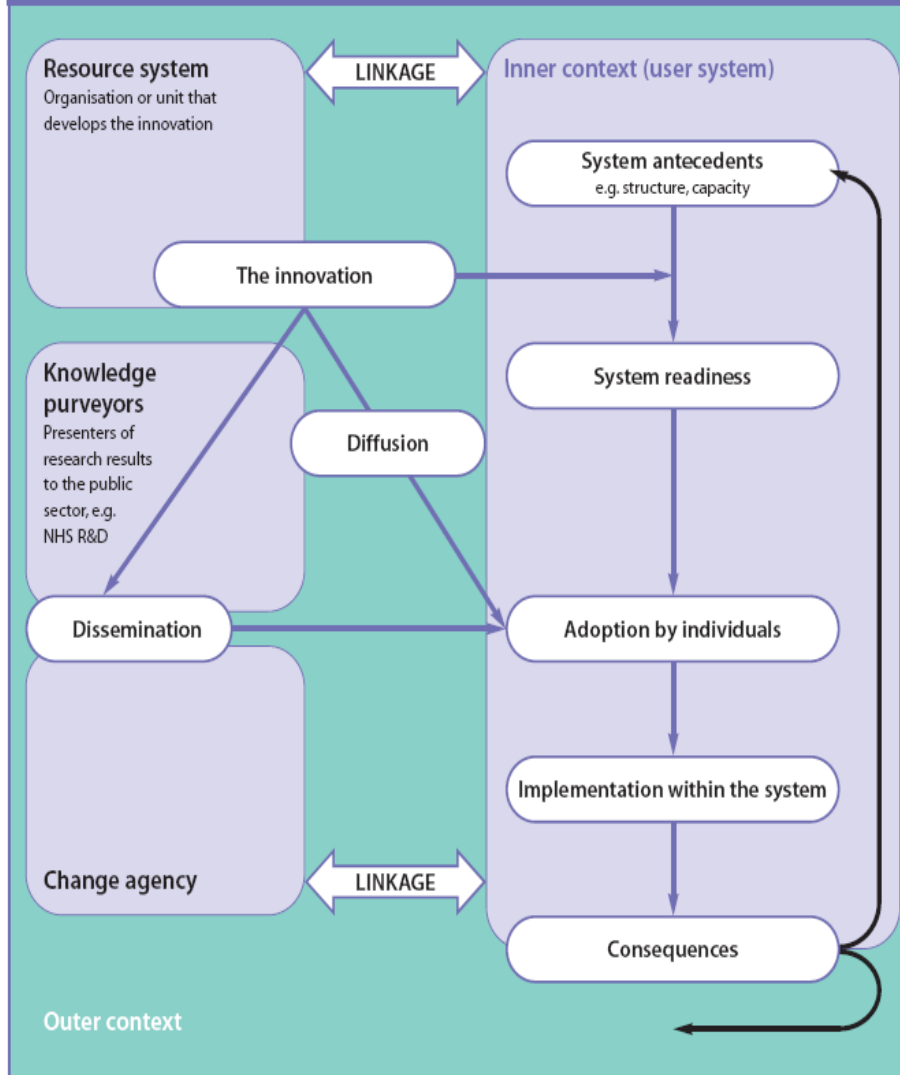 Resource system
Organisation or unit that
develops the innovation
LINKAGE
Inner context (user system)
System antecedents
e.g. structure, capacity
The innovation
Knowledge
purveyors
Presenters of
research results
to the public
sector, e.g.
NHS R&D
System readiness
Diffusion
Dissemination
Adoption by individuals
Implementation within the system
Change agency
LINKAGE
Consequences
Outer context